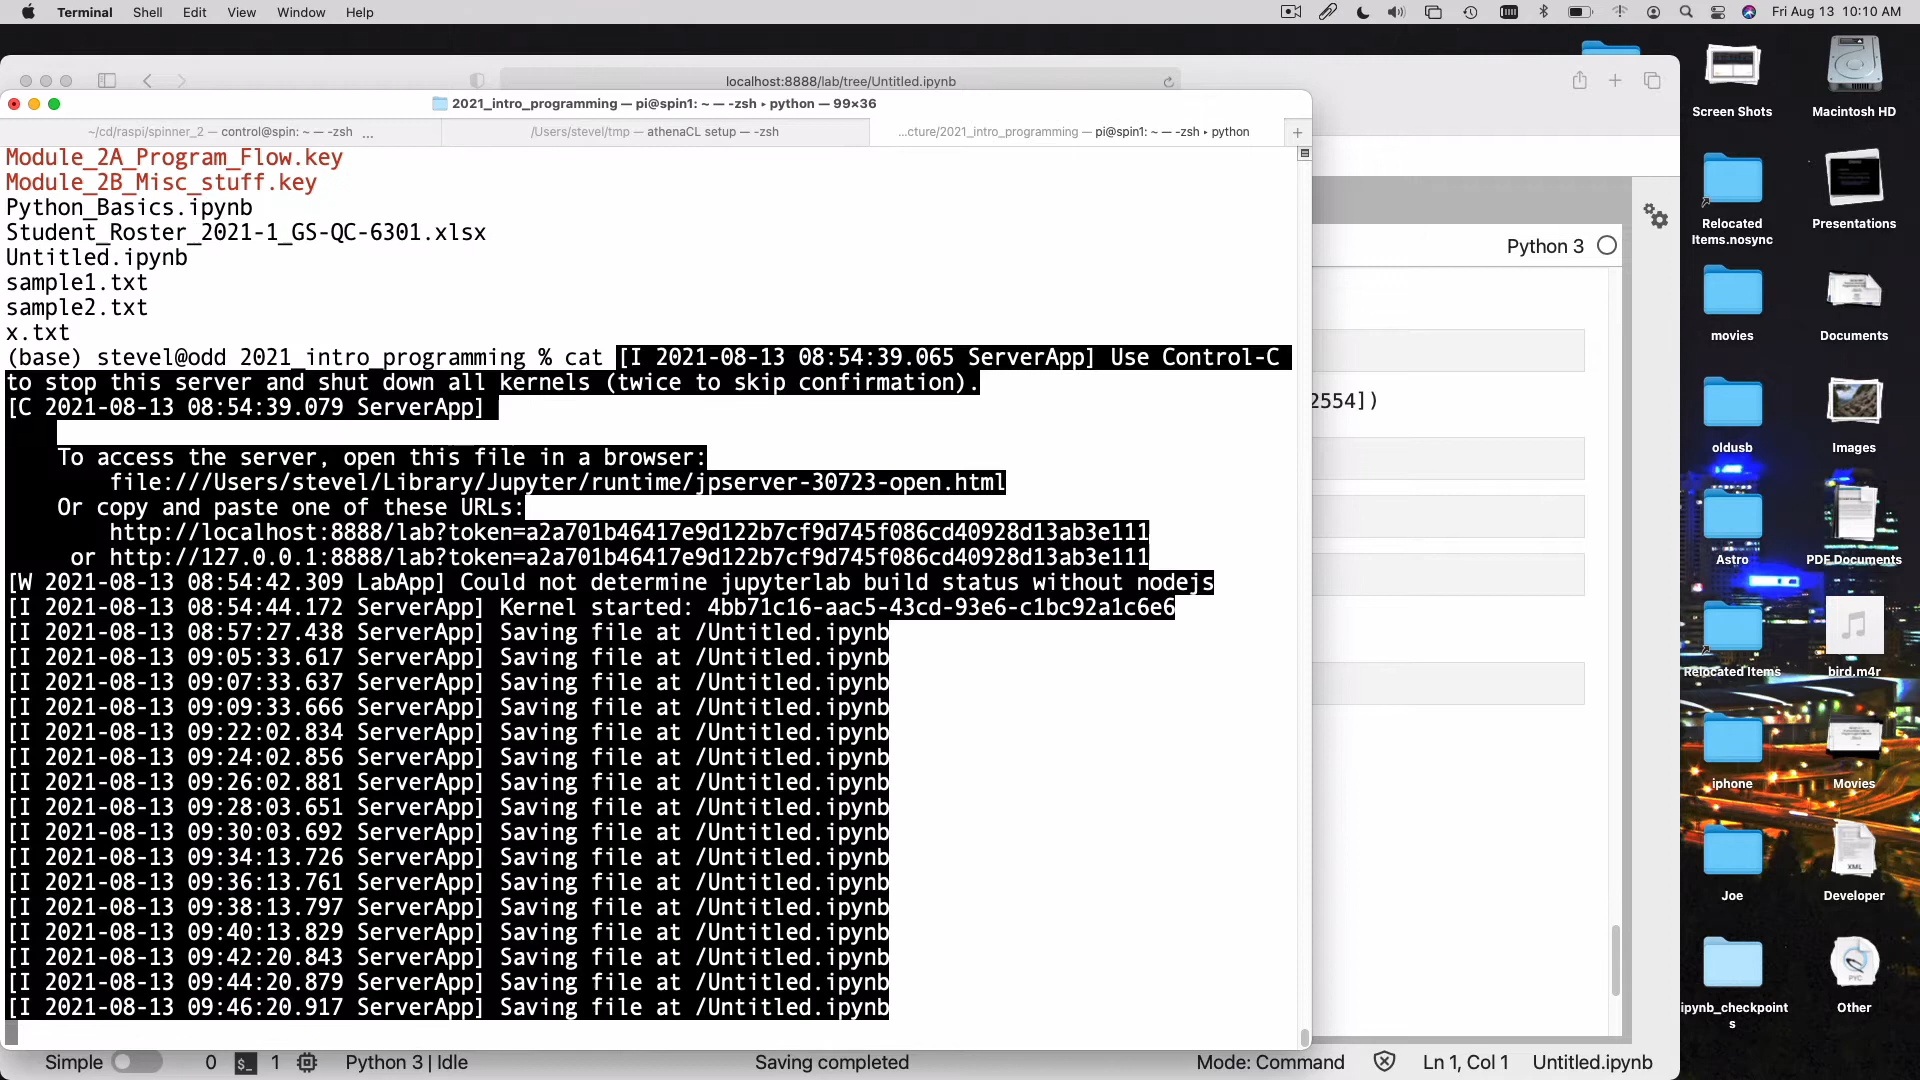 Terminal Shell Edit View Window Help Fri Aug 13 10:10 AM
localhost:8888/lab/tree/Untitled.ipynb
2021_intro_programming — pi@spin1: ~ — -zsh ▸ python — 99×36
~/cd/raspi/spinner_2 — control@spin: ~ — -zsh ...
/Users/stevel/tmp — athenaCL setup — -zsh
...cture/2021_intro_programming — pi@spin1: ~ — -zsh ▸ python
Module_2A_Program_Flow.key
Module_2B_Misc_stuff.key
Python_Basics.ipynb
Student_Roster_2021-1_GS-QC-6301.xlsx
Untitled.ipynb
sample1.txt
sample2.txt
x.txt
(base) stevel@odd 2021_intro_programming % cat [I 2021-08-13 08:54:39.065 ServerApp] Use Control-C
to stop this server and shut down all kernels (twice to skip confirmation).
[C 2021-08-13 08:54:39.079 ServerApp]
To access the server, open this file in a browser:
file:///Users/stevel/Library/Jupyter/runtime/jpserver-30723-open.html
Or copy and paste one of these URLs:
http://localhost:8888/lab?token=a2a701b46417e9d122b7cf9d745f086cd40928d13ab3e111
or http://127.0.0.1:8888/lab?token=a2a701b46417e9d122b7cf9d745f086cd40928d13ab3e111
[W 2021-08-13 08:54:42.309 LabApp] Could not determine jupyterlab build status without nodejs
[I 2021-08-13 08:54:44.172 ServerApp] Kernel started: 4bb71c16-aac5-43cd-93e6-c1bc92a1c6e6
[I 2021-08-13 08:57:27.438 ServerApp] Saving file at /Untitled.ipynb
[I 2021-08-13 09:05:33.617 ServerApp] Saving file at /Untitled.ipynb
[I 2021-08-13 09:07:33.637 ServerApp] Saving file at /Untitled.ipynb
[I 2021-08-13 09:09:33.666 ServerApp] Saving file at /Untitled.ipynb
[I 2021-08-13 09:22:02.834 ServerApp] Saving file at /Untitled.ipynb
[I 2021-08-13 09:24:02.856 ServerApp] Saving file at /Untitled.ipynb
[I 2021-08-13 09:26:02.881 ServerApp] Saving file at /Untitled.ipynb
[I 2021-08-13 09:28:03.651 ServerApp] Saving file at /Untitled.ipynb
[I 2021-08-13 09:30:03.692 ServerApp] Saving file at /Untitled.ipynb
[I 2021-08-13 09:34:13.726 ServerApp] Saving file at /Untitled.ipynb
[I 2021-08-13 09:36:13.761 ServerApp] Saving file at /Untitled.ipynb
[I 2021-08-13 09:38:13.797 ServerApp] Saving file at /Untitled.ipynb
[I 2021-08-13 09:40:13.829 ServerApp] Saving file at /Untitled.ipynb
[I 2021-08-13 09:42:20.843 ServerApp] Saving file at /Untitled.ipynb
[I 2021-08-13 09:44:20.879 ServerApp] Saving file at /Untitled.ipynb
[I 2021-08-13 09:46:20.917 ServerApp] Saving file at /Untitled.ipynb
Python 3
2554])
Simple 0 1 Python 3 | Idle Saving completed Mode: Command Ln 1, Col 1 Untitled.ipynb
Screen Shots
Macintosh HD
Relocated
Items.nosync
Presentations
movies
Documents
oldusb
Images
Astro
PDF Documents
Relocated Items
bird.m4r
iphone
Movies
XML
Joe
Developer
PYC
ipynb_checkpoint
s
Other